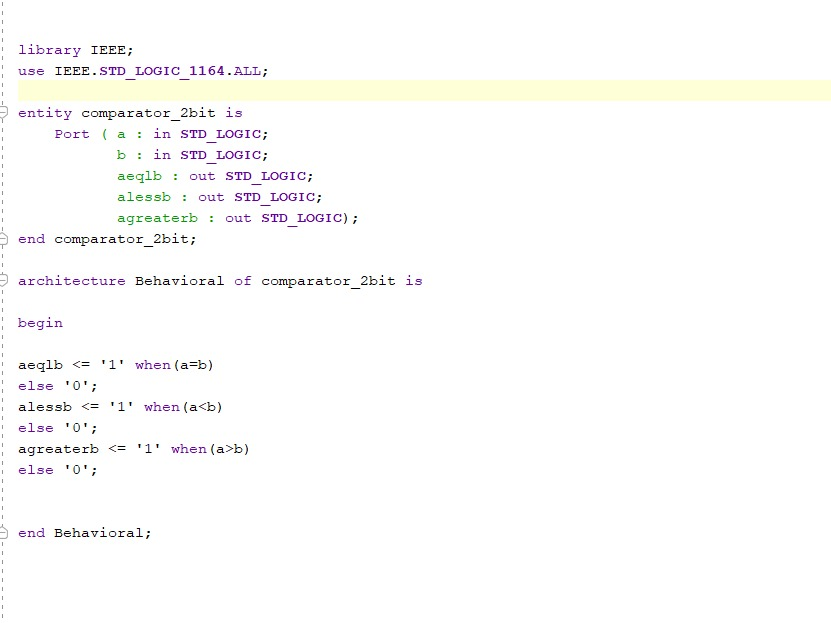 library IEEE;
use IEEE.STD_LOGIC_1164.ALL;
entity comparator_2bit is
Port ( a : in STD_LOGIC;
b : in STD_LOGIC;
aeqlb : out STD_LOGIC;
alessb : out STD_LOGIC;
agreaterb : out STD_LOGIC);
end comparator_2bit;
architecture Behavioral of comparator_2bit is
begin
aeqlb <= '1' when(a=b)
else '0';
alessb <= '1' when(a<b)
else '0';
agreaterb <= '1' when(a>b)
else '0';
end Behavioral;